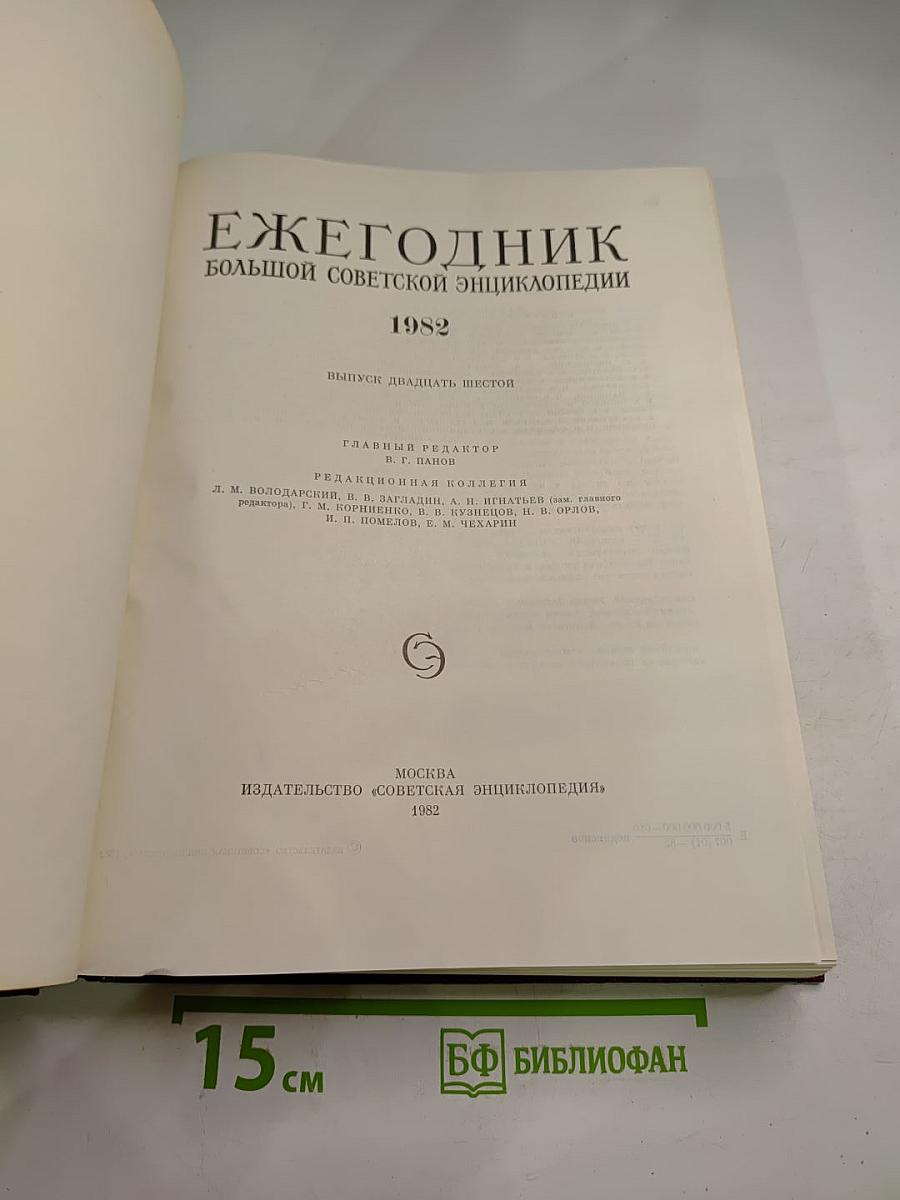 ЕЖЕГОДНИК
БОЛЬШОЙ СОВЕТСКОЙ ЭНЦИКЛОПЕДИИ
1982
ВЫПУСК ДВАДЦАТЬ ШЕСТОЙ
ГЛАВНЫЙ РЕДАКТОР
В. Г. ПАНОВ
РЕДАКЦИОННАЯ КОЛЛЕГИЯ
Л. М. ВОЛОДАРСКИЙ, В. В. ЗАГЛАДИН, А. Н. ИГНАТЬЕВ (зам. главного
редактора), Г. М. КОРНИЕНКО, В. В. КУЗНЕЦОВ, Н. В. ОРЛОВ,
И. П. ПОМЕЛОВ, Е. М. ЧЕХАРИН
СЭ
МОСКВА
ИЗДАТЕЛЬСТВО «СОВЕТСКАЯ ЭНЦИКЛОПЕДИЯ»
1982
15 см
БФ БИБЛИОФАН